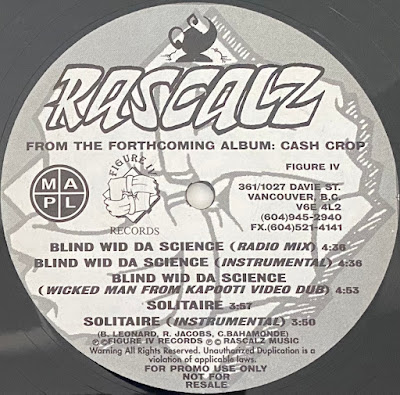 RASCALZ
FROM THE FORTHCOMING ALBUM: CASH CROP
M A
P L
FIGURE IV
RECORDS
FIGURE IV
361/1027 DAVIE ST.
VANCOUVER, B.C.
V6E 4L2
(604)945-2940
FX.(604)521-4141
BLIND WID DA SCIENCE (RADIO MIX) 4:36
BLIND WID DA SCIENCE (INSTRUMENTAL) 4:36
BLIND WID DA SCIENCE
(WICKED MAN FROM KAPOOTI VIDEO DUB) 4:53
SOLITAIRE 3:57
SOLITAIRE (INSTRUMENTAL) 3:50
(B. LEONARD, R. JACOBS, C.BAHAMONDE)
℗©FIGURE IV RECORDS ℗©RASCALZ MUSIC
Warning All Rights Reserved. Unauthorized Duplication is a
violation of applicable laws.
FOR PROMO USE ONLY
NOT FOR
RESALE